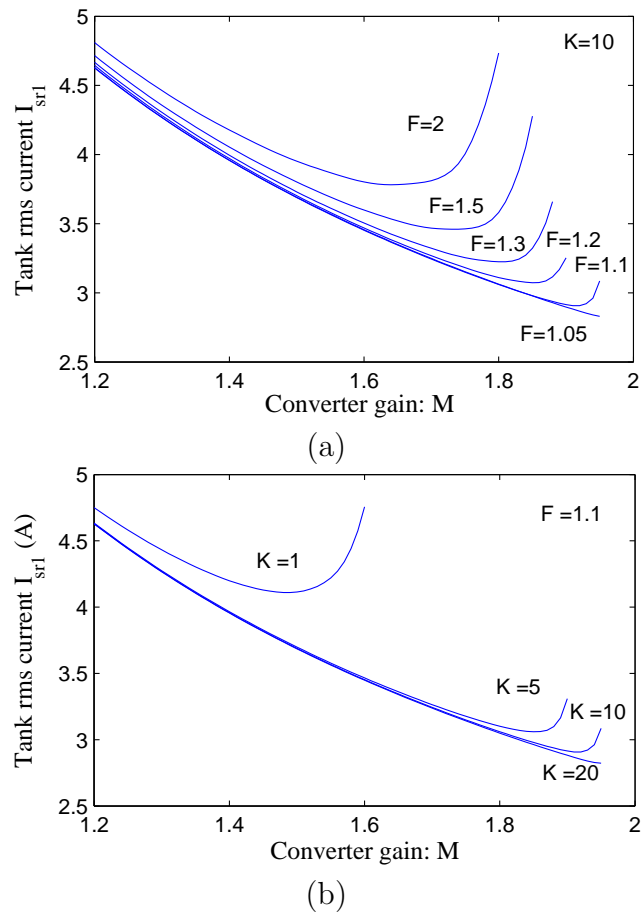 5
K=10
4.5
F=2
4
3.5
F=1.5
F=1.3
F=1.2
F=1.1
3
F=1.05
2.5
Tank rms current I_sr1
1.2
1.4
1.6
1.8
2
Converter gain: M
(a)
5
F =1.1
4.5
K =1
4
3.5
K =5
K =10
3
K =20
2.5
Tank rms current I_sr1 (A)
1.2
1.4
1.6
1.8
2
Converter gain: M
(b)